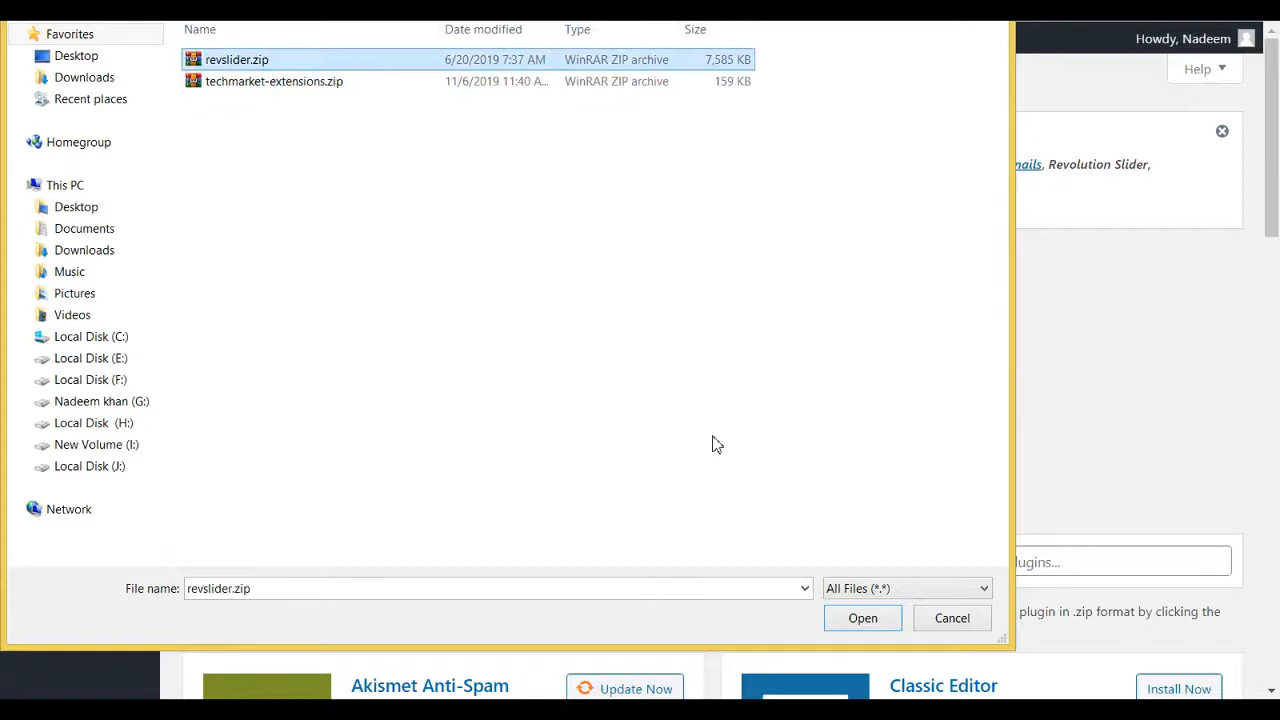 Favorites
Desktop
Downloads
Recent places
Homegroup
This PC
Desktop
Documents
Downloads
Music
Pictures
Videos
Local Disk (C:)
Local Disk (E:)
Local Disk (F:)
Nadeem khan (G:)
Local Disk (H:)
New Volume (I:)
Local Disk (J:)
Network
Name Date modified Type Size
revslider.zip 6/20/2019 7:37 AM WinRAR ZIP archive 7,585 KB
techmarket-extensions.zip 11/6/2019 11:40 A... WinRAR ZIP archive 159 KB
File name: revslider.zip All Files (*.*)
Open Cancel
Howdy, Nadeem
Help
nails, Revolution Slider,
lugins...
plugin in .zip format by clicking the
Akismet Anti-Spam Update Now
Classic Editor Install Now